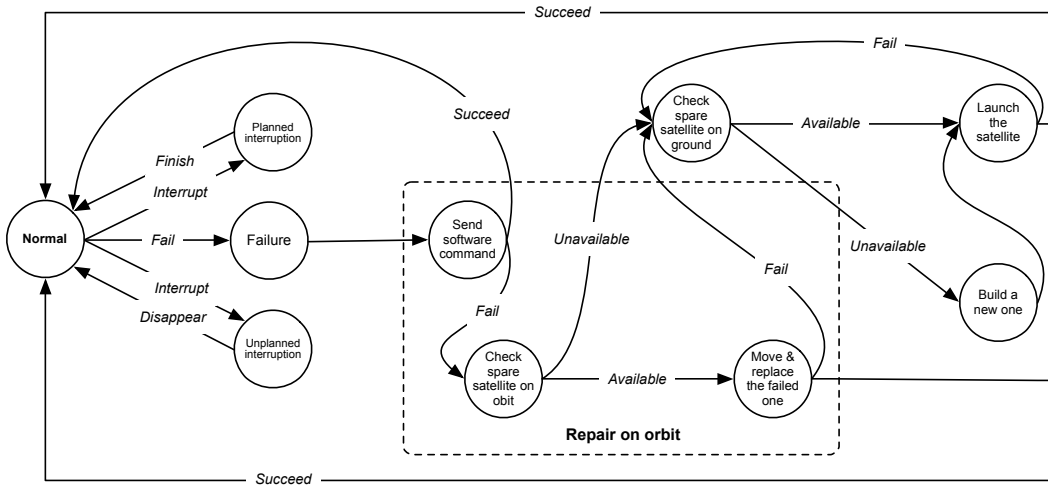 Succeed
Fail
Succeed
Planned
interruption
Check
spare
satellite on
ground
Available
Launch
the
satellite
Finish
Interrupt
Normal
Fail
Failure
Send
software
command
Unavailable
Unavailable
Fail
Interrupt
Disappear
Build a
new one
Fail
Unplanned
interruption
Check
spare
satellite on
obit
Available
Move &
replace
the failed
one
Repair on orbit
Succeed